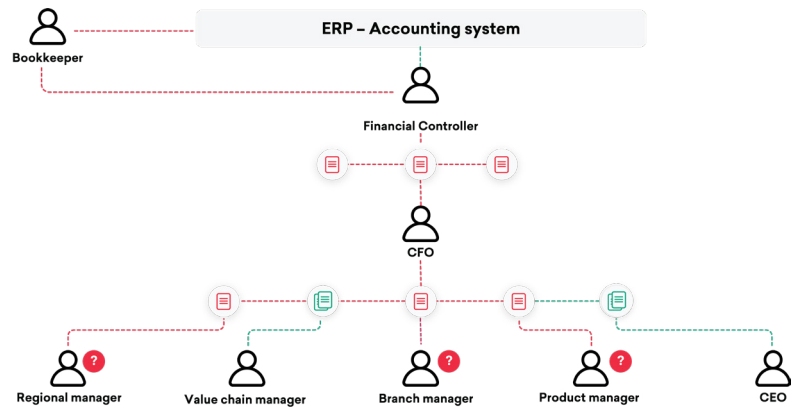 ERP – Accounting system
Bookkeeper
Financial Controller
CFO
? ? ?
Regional manager Value chain manager Branch manager Product manager CEO